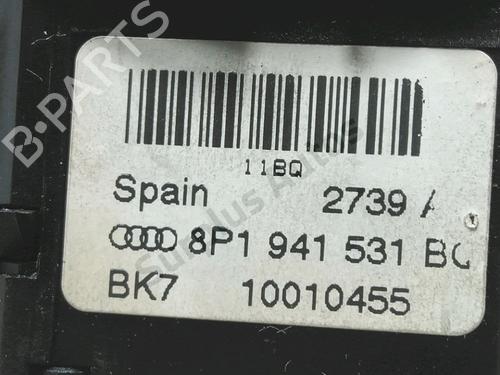 B-PARTS
11BQ
Spain 2739 A
8P1 941 531
BK7 10010455